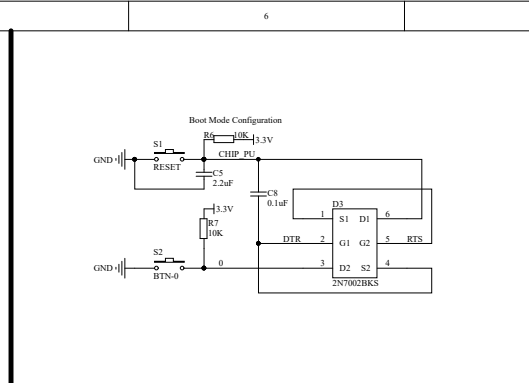 6
Boot Mode Configuration
R6 10K 3.3V
S1
GND
RESET
CHIP_PU
C5
2.2uF
C8
0.1uF
3.3V
R7
10K
D3
1 S1 D1 6
DTR 2 G1 G2 5 RTS
3 D2 S2 4
2N7002BKS
S2
GND
BTN-0
0